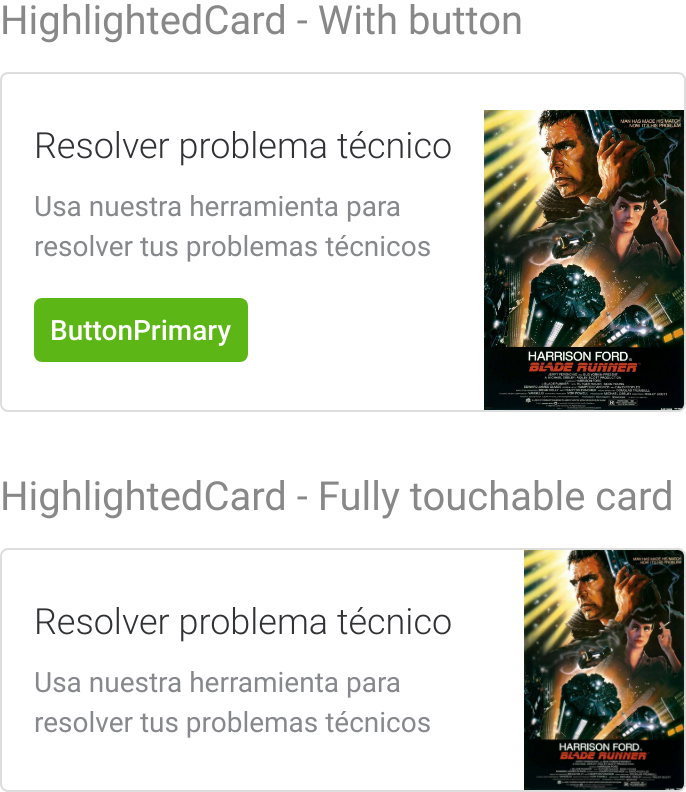 HighlightedCard - With button
Resolver problema técnico
Usa nuestra herramienta para
resolver tus problemas técnicos
ButtonPrimary
MAN HAS MADE HIS MATCH
NOW IT'S HIS PROBLEM
HARRISON FORD
BLADE RUNNER
HighlightedCard - Fully touchable card
Resolver problema técnico
Usa nuestra herramienta para
resolver tus problemas técnicos
MAN HAS MADE HIS MATCH
NOW IT'S HIS PROBLEM
HARRISON FORD
BLADE RUNNER